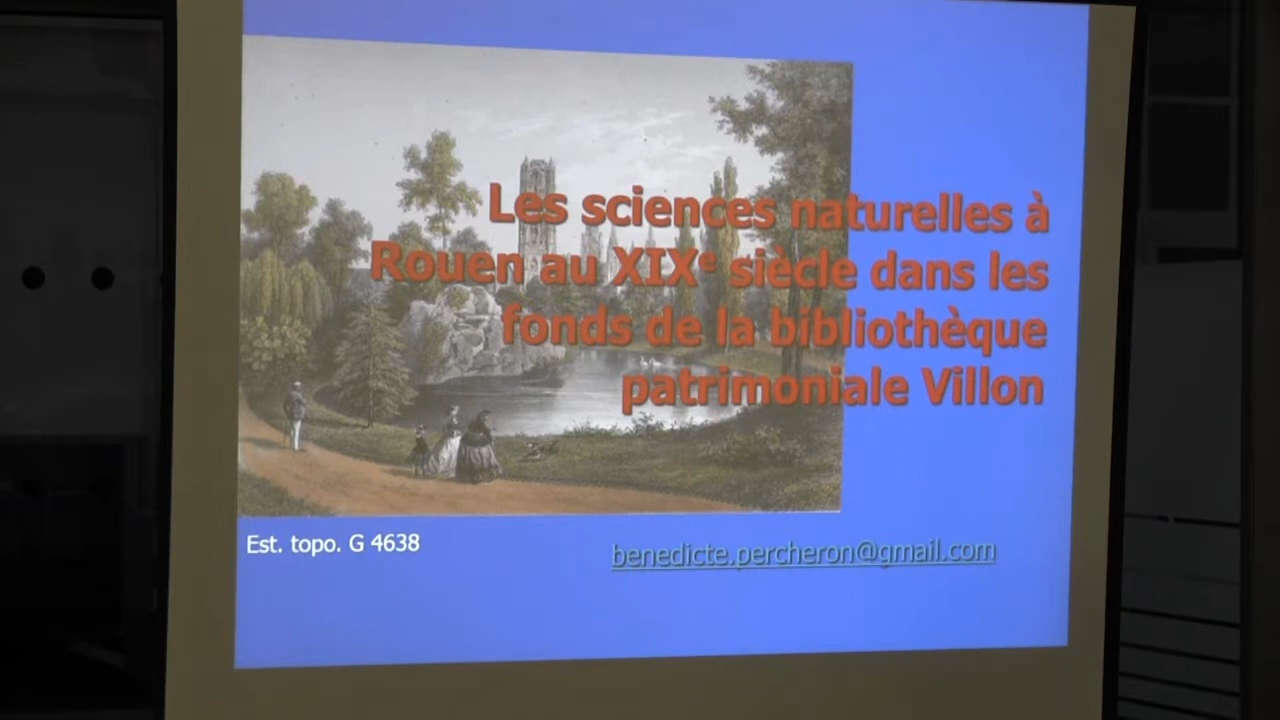 Les sciences naturelles à
Rouen au XIXe siècle dans les
fonds de la bibliothèque
patrimoniale Villon
Est. topo. G 4638
benedicte.percheron@gmail.com